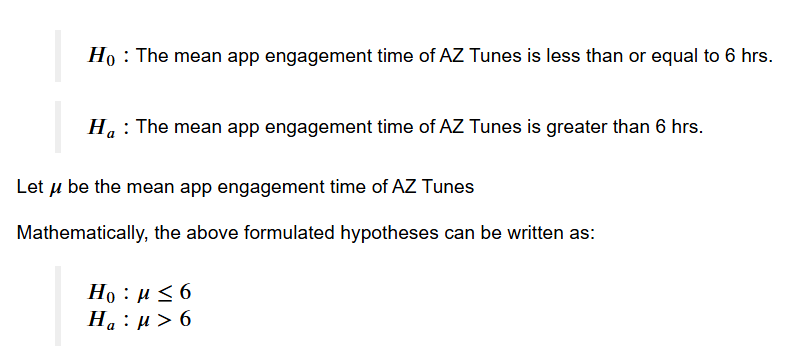 H₀ : The mean app engagement time of AZ Tunes is less than or equal to 6 hrs.
Hₐ : The mean app engagement time of AZ Tunes is greater than 6 hrs.
Let μ be the mean app engagement time of AZ Tunes
Mathematically, the above formulated hypotheses can be written as:
H₀ : μ ≤ 6
Hₐ : μ > 6